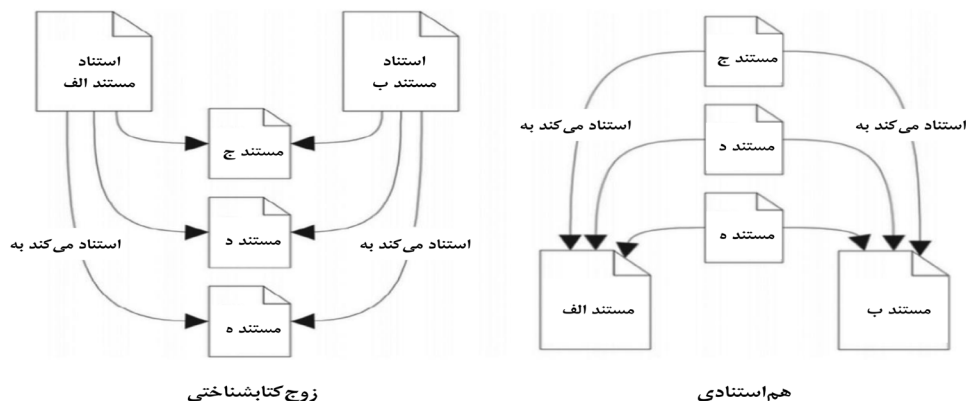 استناد
مستند الف
استناد
مستند ب
مستند ج
مستند د
مستند ه
استناد می‌کند به
استناد می‌کند به
زوج کتابشناختی
مستند ج
استناد می‌کند به
استناد می‌کند به
مستند د
مستند ه
مستند الف
مستند ب
هم‌استنادی